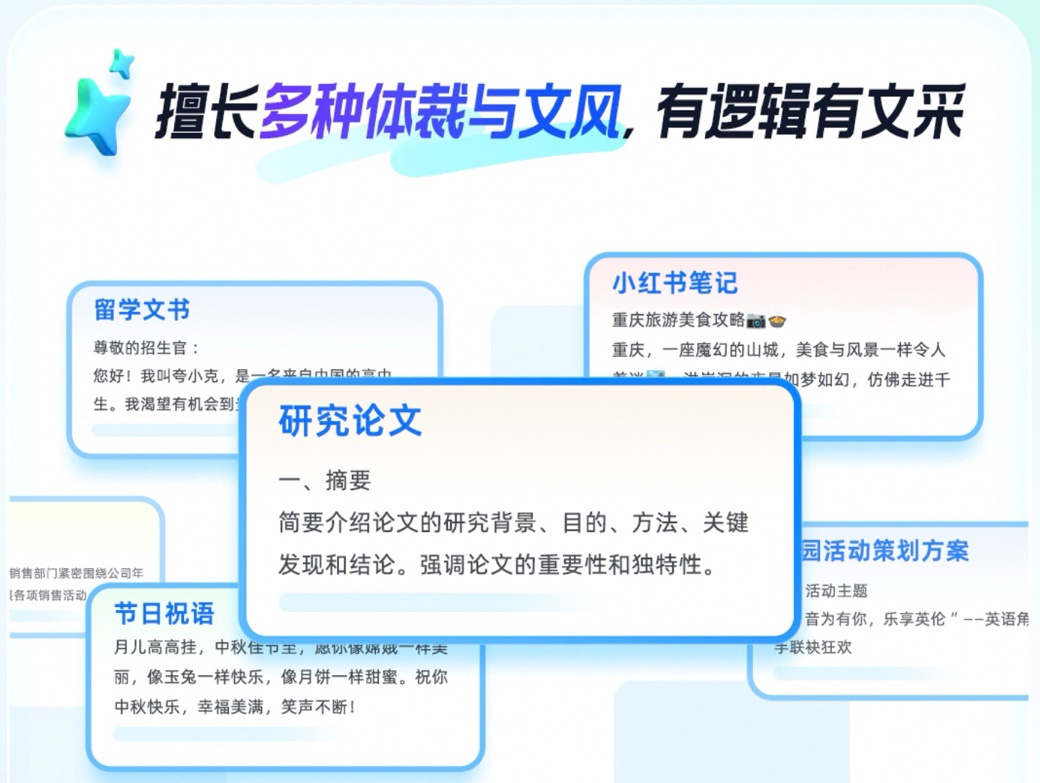 擅长多种体裁与文风，有逻辑有文采
留学文书
尊敬的招生官：
您好！我叫夸小克，是一名来自中国的高中
生。我渴望有机会到
小红书笔记
重庆旅游美食攻略📷🍲
重庆，一座魔幻的山城，美食与风景一样令人
如梦如幻，仿佛走进千
研究论文
一、摘要
简要介绍论文的研究背景、目的、方法、关键
发现和结论。强调论文的重要性和独特性。
销售部门紧密围绕公司年
各项销售活动
节日祝语
月儿高高挂，中秋佳节至，愿你像嫦娥一样美
丽，像玉兔一样快乐，像月饼一样甜蜜。祝你
中秋快乐，幸福美满，笑声不断！
园活动策划方案
活动主题
音为有你，乐享英伦＂——英语角
手联袂狂欢